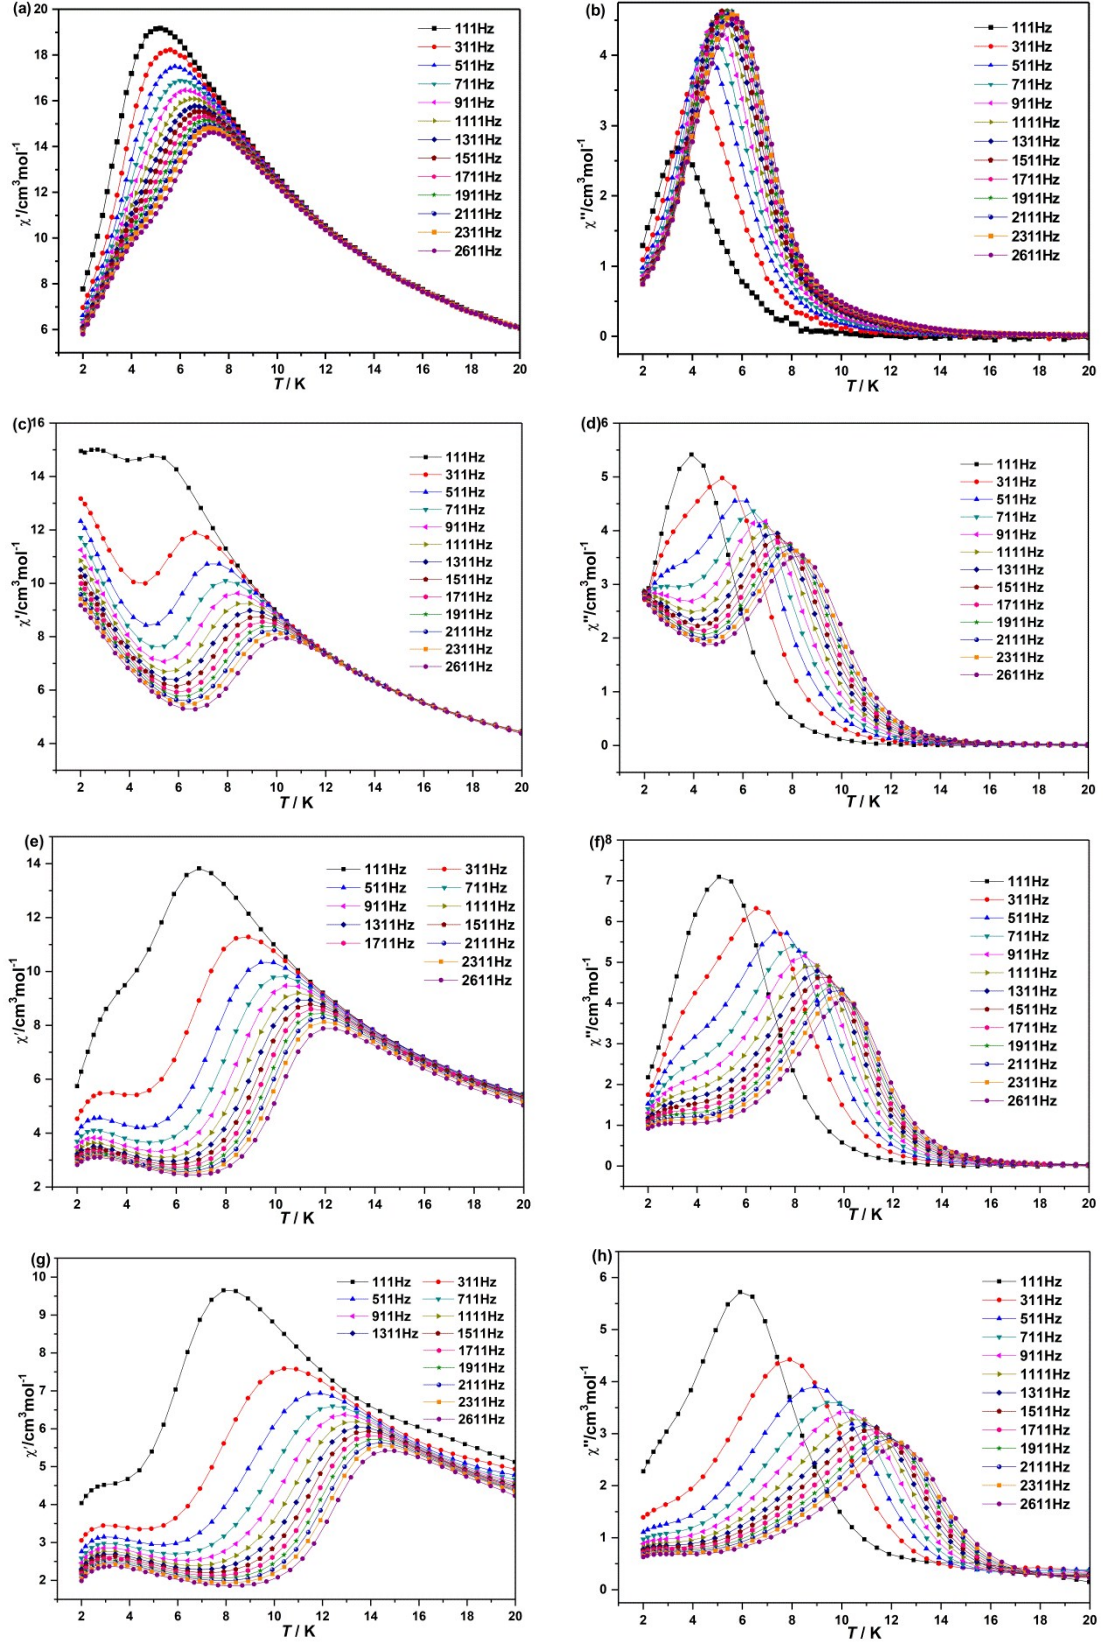 (a)
20
19
18
17
16
15
14
13
12
11
10
9
8
7
6
χ'/cm³mol⁻¹
111Hz
311Hz
511Hz
711Hz
911Hz
1111Hz
1311Hz
1511Hz
1711Hz
1911Hz
2111Hz
2311Hz
2611Hz
2 4 6 8 10 12 14 16 18 20
T / K
(b)
4
3
2
1
0
χ''/cm³mol⁻¹
111Hz
311Hz
511Hz
711Hz
911Hz
1111Hz
1311Hz
1511Hz
1711Hz
1911Hz
2111Hz
2311Hz
2611Hz
2 4 6 8 10 12 14 16 18 20
T / K
(c)
16
14
12
10
8
6
4
χ'/cm³mol⁻¹
111Hz
311Hz
511Hz
711Hz
911Hz
1111Hz
1311Hz
1511Hz
1711Hz
1911Hz
2111Hz
2311Hz
2611Hz
2 4 6 8 10 12 14 16 18 20
T / K
(d)
6
5
4
3
2
1
0
χ''/cm³mol⁻¹
111Hz
311Hz
511Hz
711Hz
911Hz
1111Hz
1311Hz
1511Hz
1711Hz
1911Hz
2111Hz
2311Hz
2611Hz
2 4 6 8 10 12 14 16 18 20
T / K
(e)
14
12
10
8
6
4
2
χ'/cm³mol⁻¹
111Hz 311Hz
511Hz 711Hz
911Hz 1111Hz
1311Hz 1511Hz
1711Hz 2111Hz
2311Hz
2611Hz
2 4 6 8 10 12 14 16 18 20
T / K
(f)
8
7
6
5
4
3
2
1
0
χ''/cm³mol⁻¹
111Hz
311Hz
511Hz
711Hz
911Hz
1111Hz
1311Hz
1511Hz
1711Hz
1911Hz
2111Hz
2311Hz
2611Hz
2 4 6 8 10 12 14 16 18 20
T / K
(g)
10
9
8
7
6
5
4
3
2
χ'/cm³mol⁻¹
111Hz 311Hz
511Hz 711Hz
911Hz 1111Hz
1311Hz 1511Hz
1711Hz
1911Hz
2111Hz
2311Hz
2611Hz
2 4 6 8 10 12 14 16 18 20
T / K
(h)
6
5
4
3
2
1
0
χ''/cm³mol⁻¹
111Hz
311Hz
511Hz
711Hz
911Hz
1111Hz
1311Hz
1511Hz
1711Hz
1911Hz
2111Hz
2311Hz
2611Hz
2 4 6 8 10 12 14 16 18 20
T / K